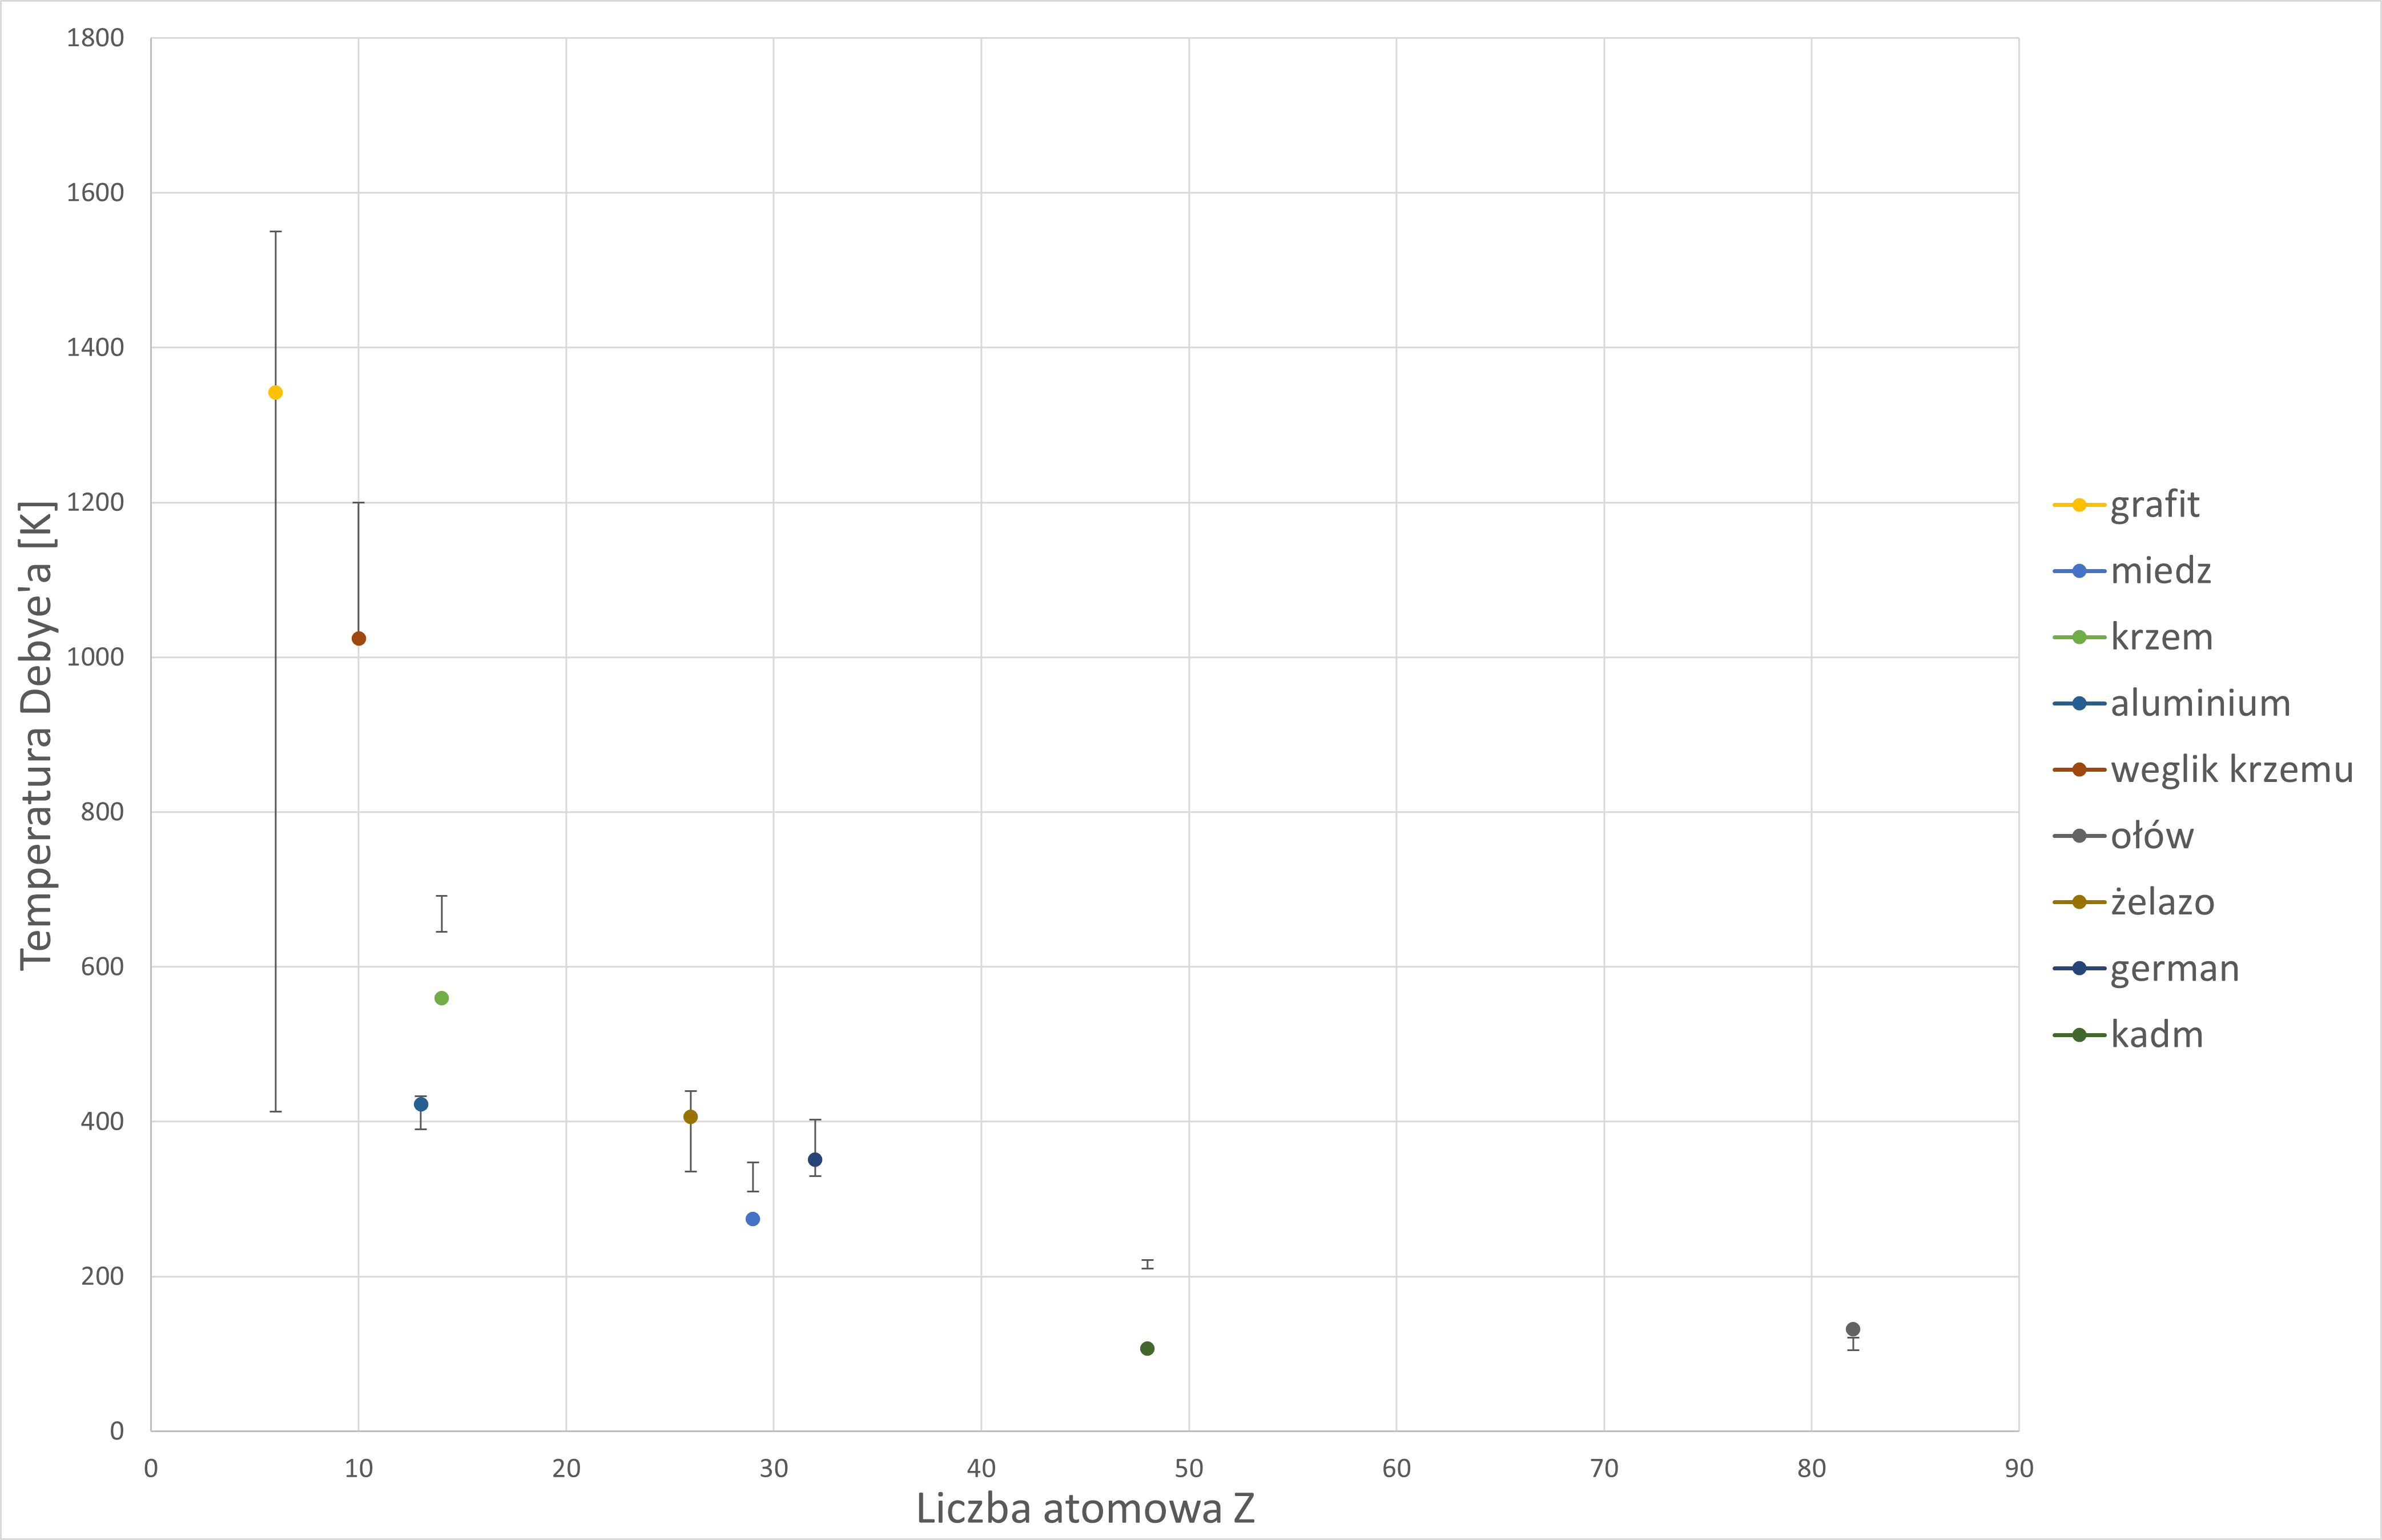 1800
1600
1400
1200
1000
800
600
400
200
0
Temperatura Debye'a [K]
0 10 20 30 40 50 60 70 80 90
Liczba atomowa Z
grafit
miedz
krzem
aluminium
weglik krzemu
ołów
żelazo
german
kadm